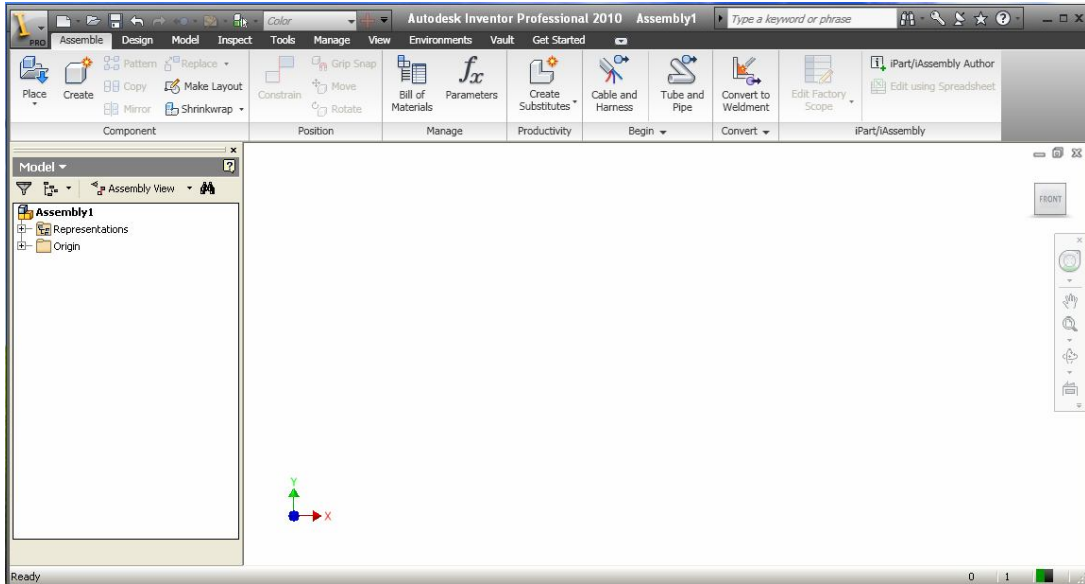 Color
Autodesk Inventor Professional 2010 Assembly1
Type a keyword or phrase
PRO
Assemble Design Model Inspect Tools Manage View Environments Vault Get Started
Place
Create
Pattern
Copy
Mirror
Replace
Make Layout
Shrinkwrap
Component
Constrain
Grip Snap
Move
Rotate
Position
Bill of
Materials
Parameters
Manage
Create
Substitutes
Productivity
Cable and
Harness
Tube and
Pipe
Begin
Convert to
Weldment
Convert
Edit Factory
Scope
iPart/iAssembly Author
Edit using Spreadsheet
iPart/iAssembly
Model
Assembly View
Assembly1
Representations
Origin
FRONT
Y
X
Ready
0 1